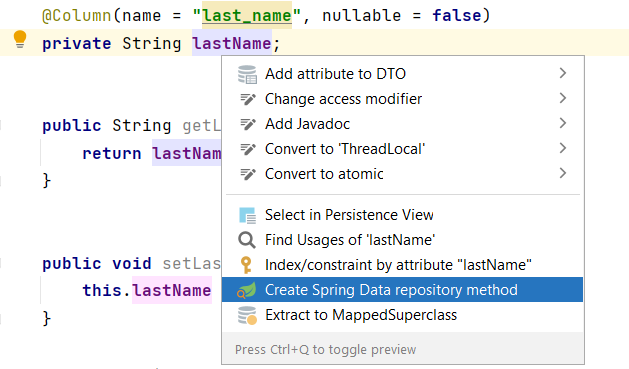 @Column(name = "last_name", nullable = false)
private String lastName;
Add attribute to DTO
Change access modifier
public String getL
Add Javadoc
return lastNam
Convert to 'ThreadLocal'
}
Convert to atomic
Select in Persistence View
Find Usages of 'lastName'
public void setLas
Index/constraint by attribute "lastName"
this.lastName
Create Spring Data repository method
}
Extract to MappedSuperclass
Press Ctrl+Q to toggle preview